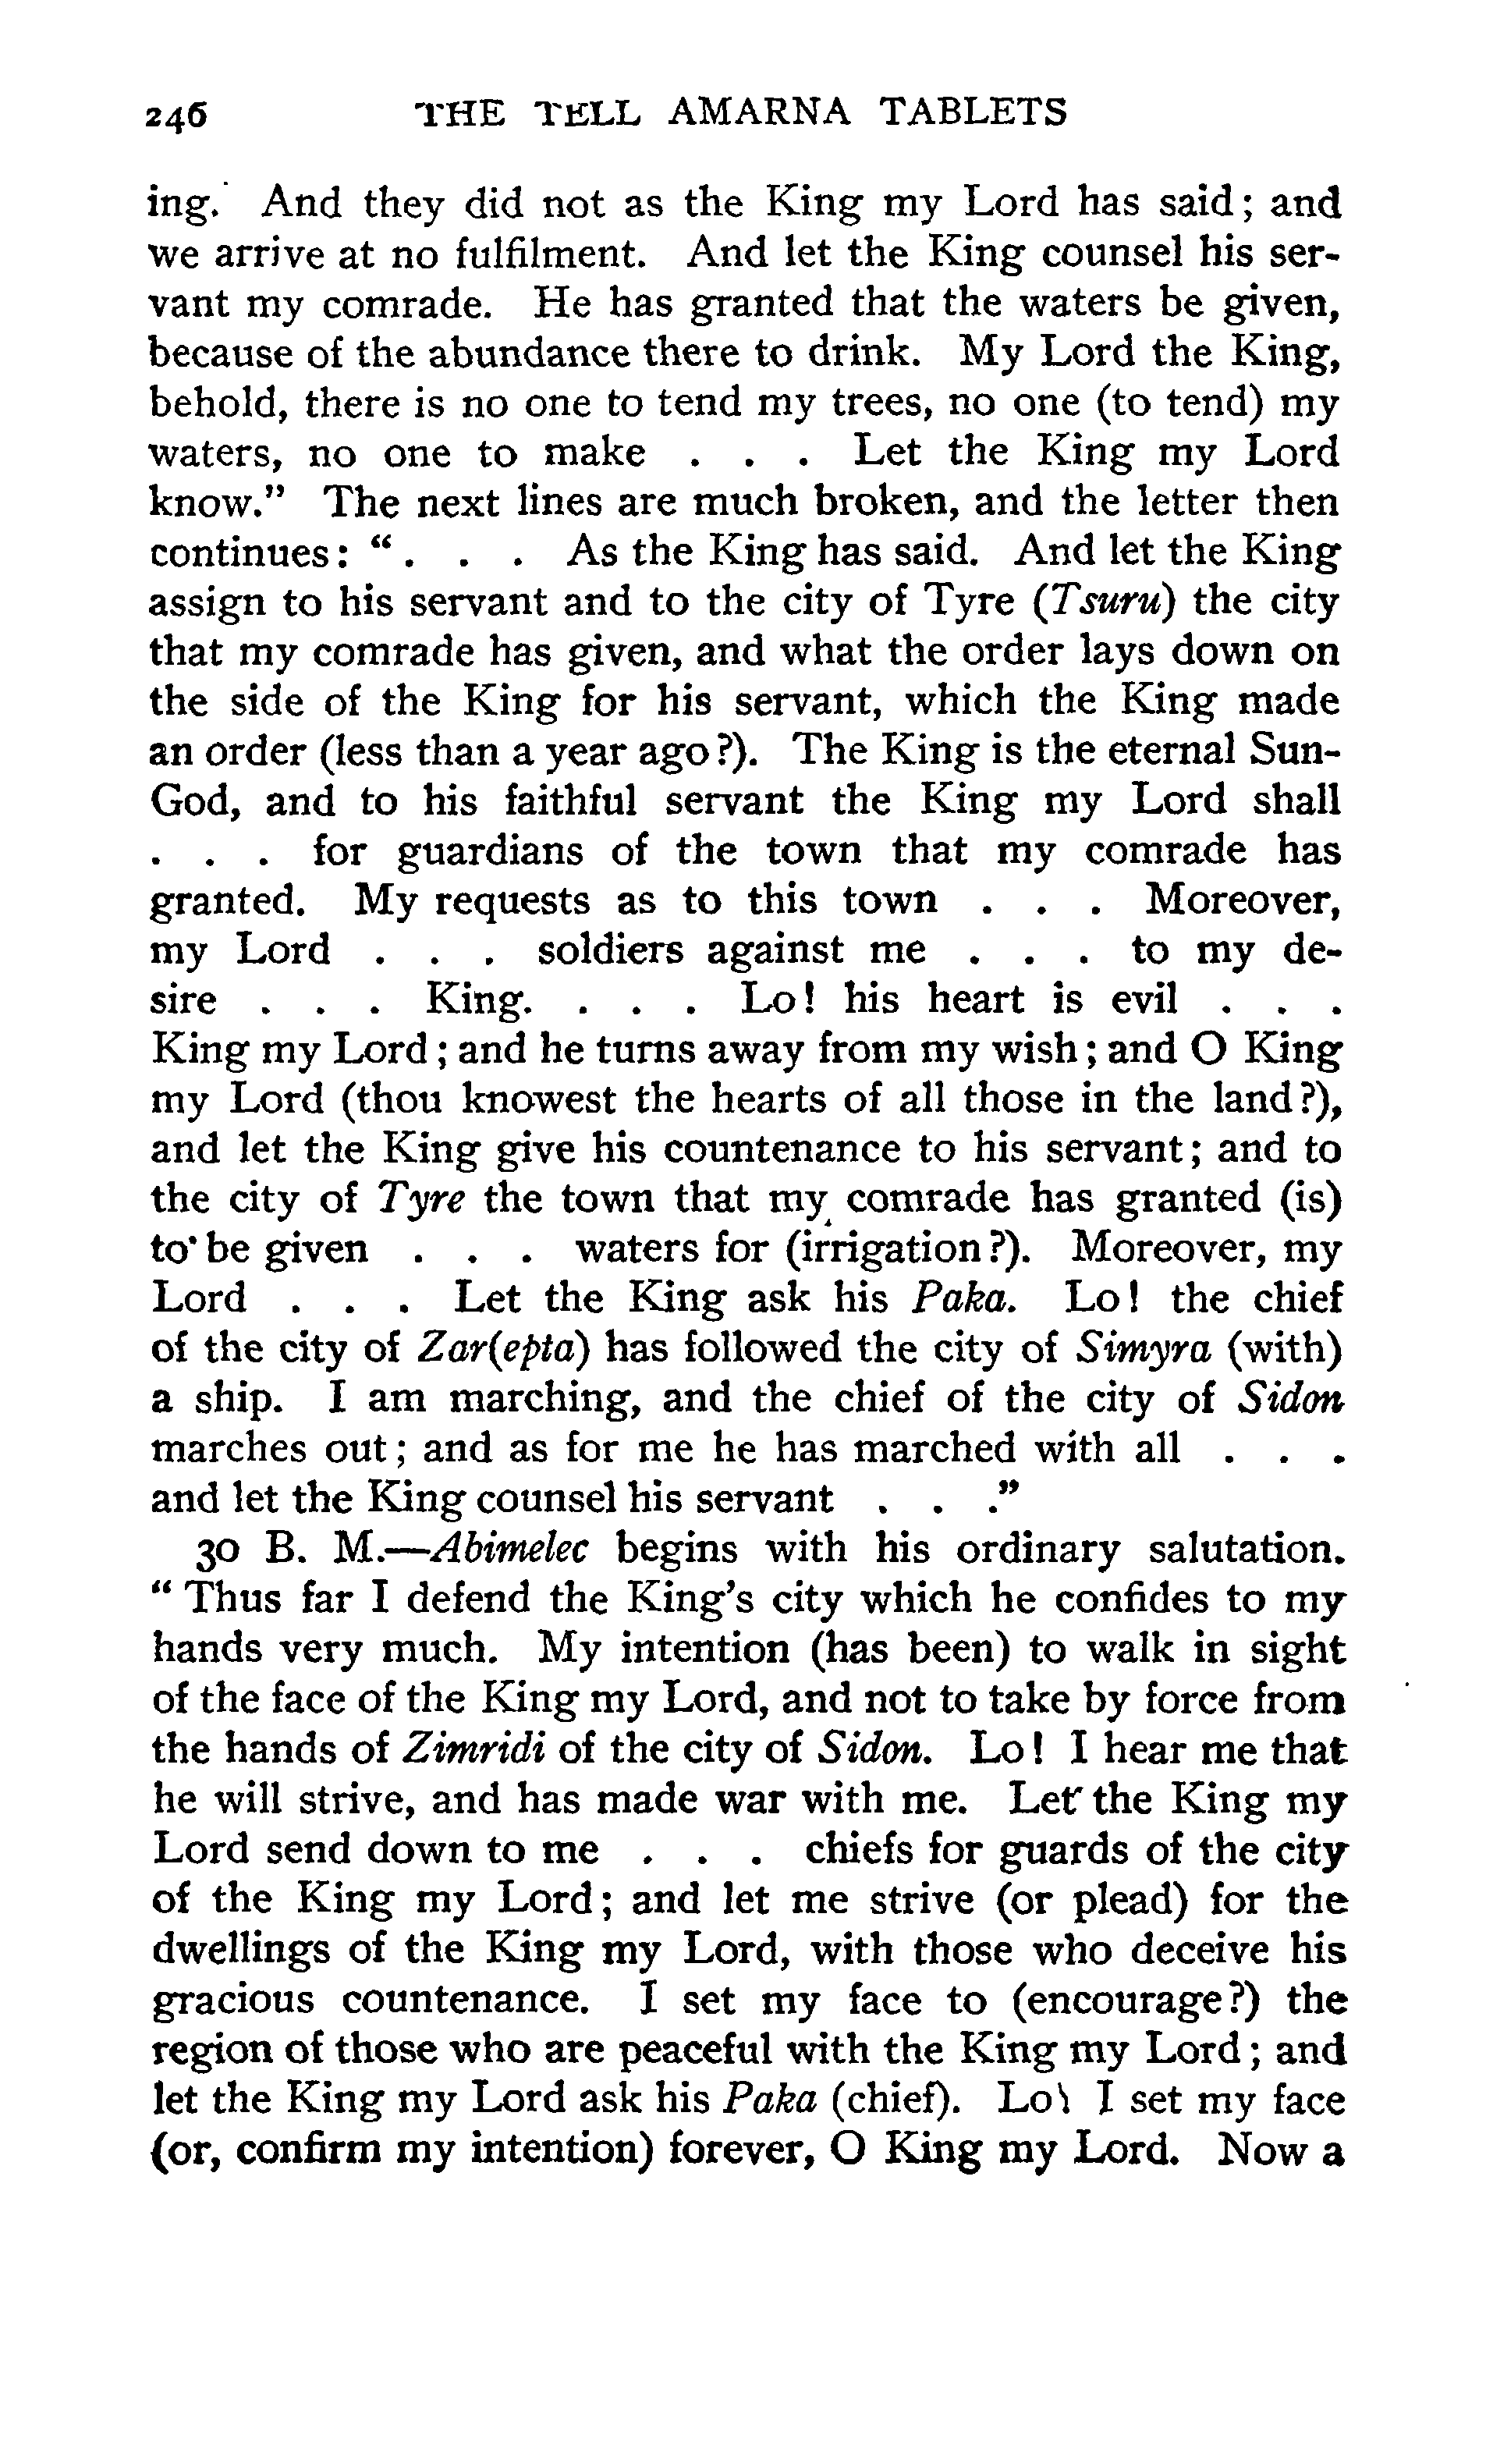 246 THE TELL AMARNA TABLETS
ing. And they did not as the King my Lord has said; and
we arrive at no fulfilment. And let the King counsel his ser-
vant my comrade. He has granted that the waters be given,
because of the abundance there to drink. My Lord the King,
behold, there is no one to tend my trees, no one (to tend) my
waters, no one to make . . . Let the King my Lord
know.” The next lines are much broken, and the letter then
continues: “. . . As the King has said. And let the King
assign to his servant and to the city of Tyre (Tsuru) the city
that my comrade has given, and what the order lays down on
the side of the King for his servant, which the King made
an order (less than a year ago?). The King is the eternal Sun-
God, and to his faithful servant the King my Lord shall
. . . for guardians of the town that my comrade has
granted. My requests as to this town . . . Moreover,
my Lord . . . soldiers against me . . . to my de-
sire . . . King. . . . Lo! his heart is evil . . .
King my Lord; and he turns away from my wish; and O King
my Lord (thou knowest the hearts of all those in the land?),
and let the King give his countenance to his servant; and to
the city of Tyre the town that my comrade has granted (is)
to be given . . . waters for (irrigation?). Moreover, my
Lord . . . Let the King ask his Paka. Lo! the chief
of the city of Zar(epta) has followed the city of Simyra (with)
a ship. I am marching, and the chief of the city of Sidon
marches out; and as for me he has marched with all . . .
and let the King counsel his servant . . .”
30 B. M.—Abimelec begins with his ordinary salutation.
“Thus far I defend the King’s city which he confides to my
hands very much. My intention (has been) to walk in sight
of the face of the King my Lord, and not to take by force from
the hands of Zimridi of the city of Sidon. Lo! I hear me that
he will strive, and has made war with me. Let the King my
Lord send down to me . . . chiefs for guards of the city
of the King my Lord; and let me strive (or plead) for the
dwellings of the King my Lord, with those who deceive his
gracious countenance. I set my face to (encourage?) the
region of those who are peaceful with the King my Lord; and
let the King my Lord ask his Paka (chief). Lo! I set my face
(or, confirm my intention) forever, O King my Lord. Now a